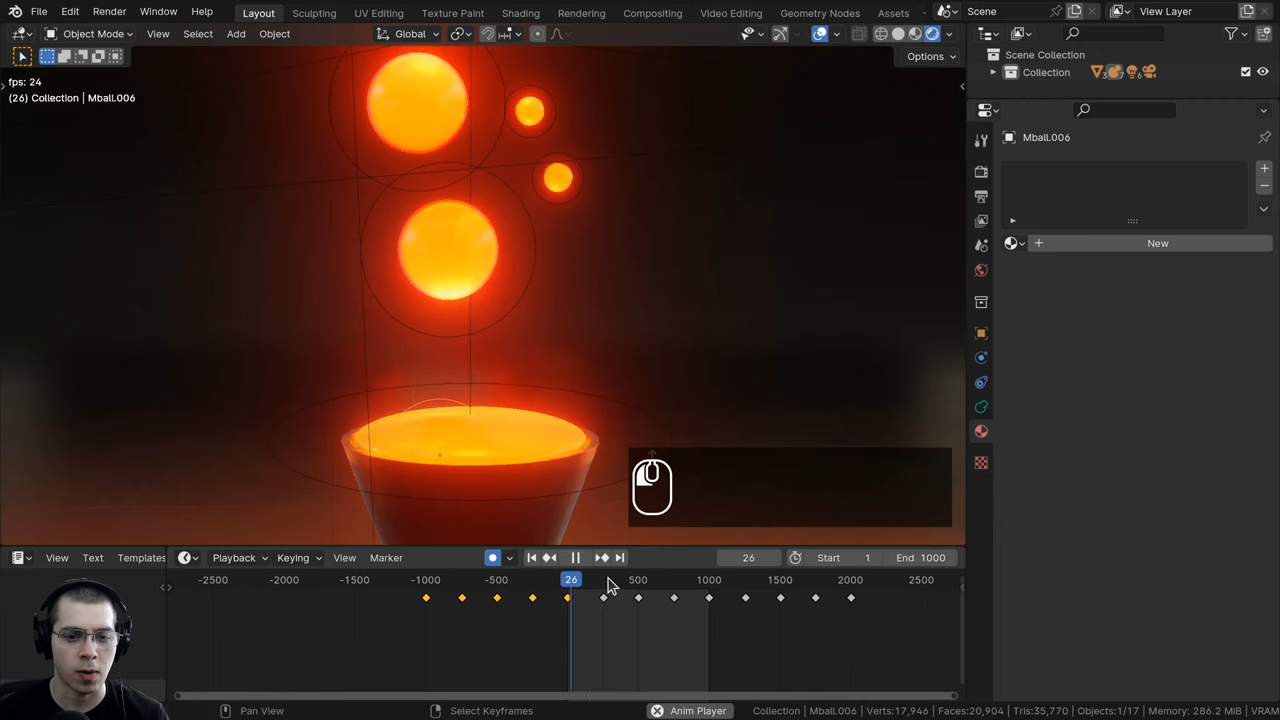 File Edit Render Window Help
Layout Sculpting UV Editing Texture Paint Shading Rendering Compositing Video Editing Geometry Nodes Assets
Scene
View Layer
Object Mode View Select Add Object
Global
Options
fps: 24
(26) Collection | Mball.006
Scene Collection
Collection
Mball.006
New
View Text Templates
Playback Keying View Marker
26
Start 1
End 1000
-2500 -2000 -1500 -1000 -500 26 500 1000 1500 2000 2500
Pan View
Select Keyframes
Anim Player
Collection | Mball.006 Verts:17,946 | Faces:20,904 | Tris:35,770 | Objects:1/17 | Memory: 286.2 MiB | VRAM